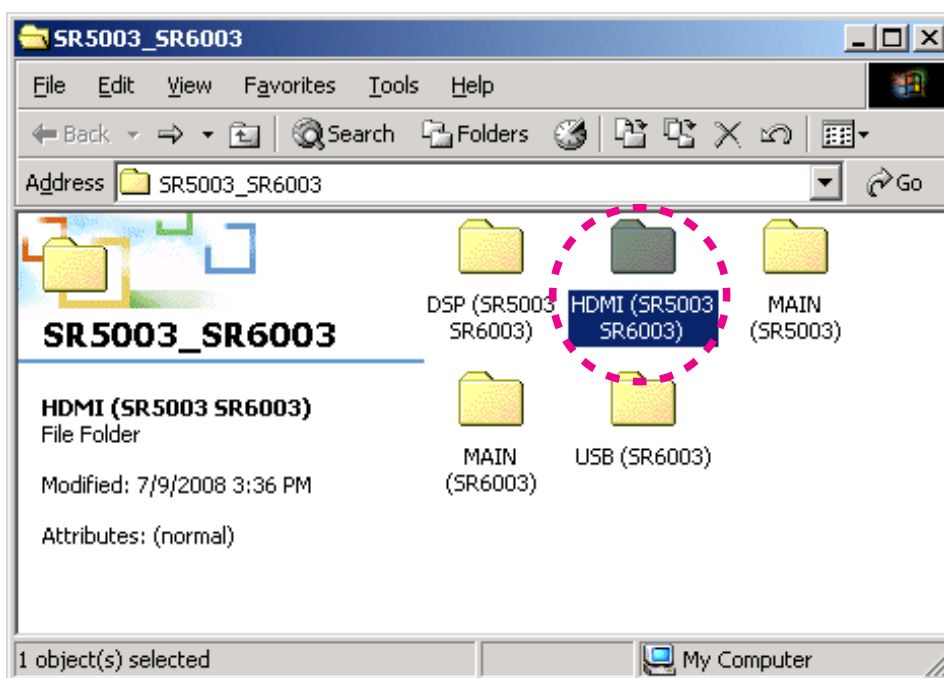 SR5003_SR6003
File Edit View Favorites Tools Help
Back Search Folders
Address SR5003_SR6003 Go
SR5003_SR6003
HDMI (SR5003 SR6003)
File Folder
Modified: 7/9/2008 3:36 PM
Attributes: (normal)
DSP (SR5003
SR6003)
HDMI (SR5003
SR6003)
MAIN
(SR5003)
MAIN
(SR6003)
USB (SR6003)
1 object(s) selected
My Computer